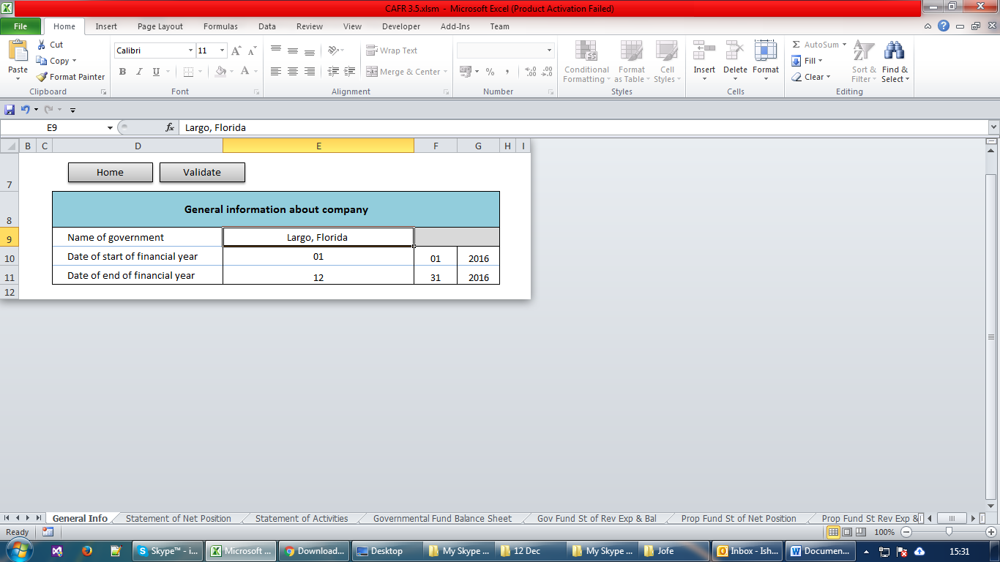 CAFR 3.5.xlsm - Microsoft Excel (Product Activation Failed)
File Home Insert Page Layout Formulas Data Review View Developer Add-Ins Team
Paste Cut Copy Format Painter Clipboard
Calibri 11 B I U A Font
Wrap Text Merge & Center Alignment
% , Number
Conditional Formatting Format as Table Cell Styles Styles
Insert Delete Format Cells
Σ AutoSum Fill Clear Sort & Filter Find & Select Editing
E9 fx Largo, Florida
B C D E F G H I
7 Home Validate
8 General information about company
9 Name of government Largo, Florida
10 Date of start of financial year 01 01 2016
11 Date of end of financial year 12 31 2016
12
General Info Statement of Net Position Statement of Activities Governmental Fund Balance Sheet Gov Fund St of Rev Exp & Bal Prop Fund St of Net Position Prop Fund St Rev Exp &
Ready 100%
Skype™ - i... Microsoft ... Download... Desktop My Skype ... 12 Dec My Skype ... Jofe Inbox - Ish... Documen... 15:31